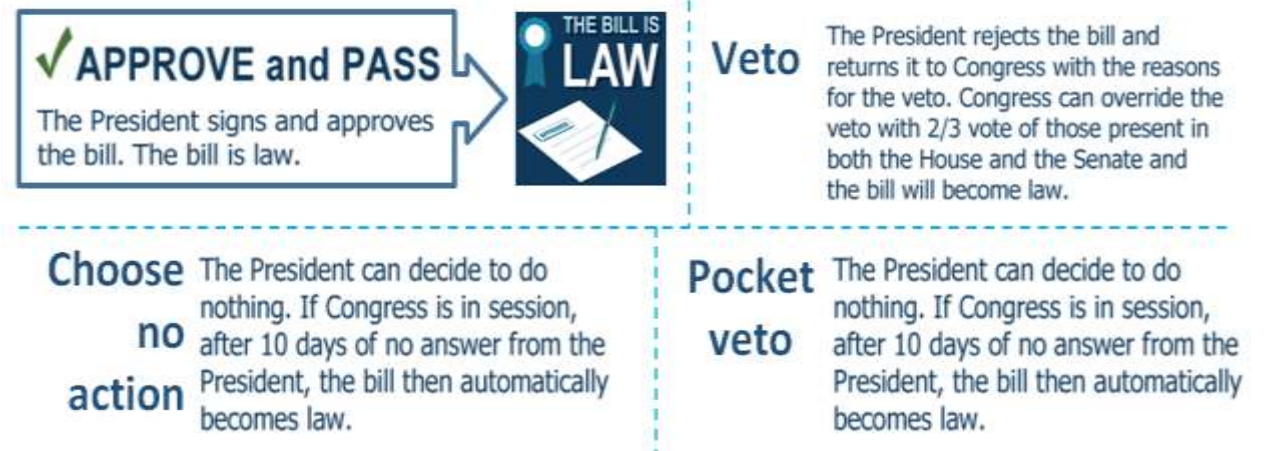 APPROVE and PASS
The President signs and approves
the bill. The bill is law.
THE BILL IS
LAW
Veto
The President rejects the bill and
returns it to Congress with the reasons
for the veto. Congress can override the
veto with 2/3 vote of those present in
both the House and the Senate and
the bill will become law.
Choose
no
action
The President can decide to do
nothing. If Congress is in session,
after 10 days of no answer from the
President, the bill then automatically
becomes law.
Pocket
veto
The President can decide to do
nothing. If Congress is in session,
after 10 days of no answer from the
President, the bill then automatically
becomes law.